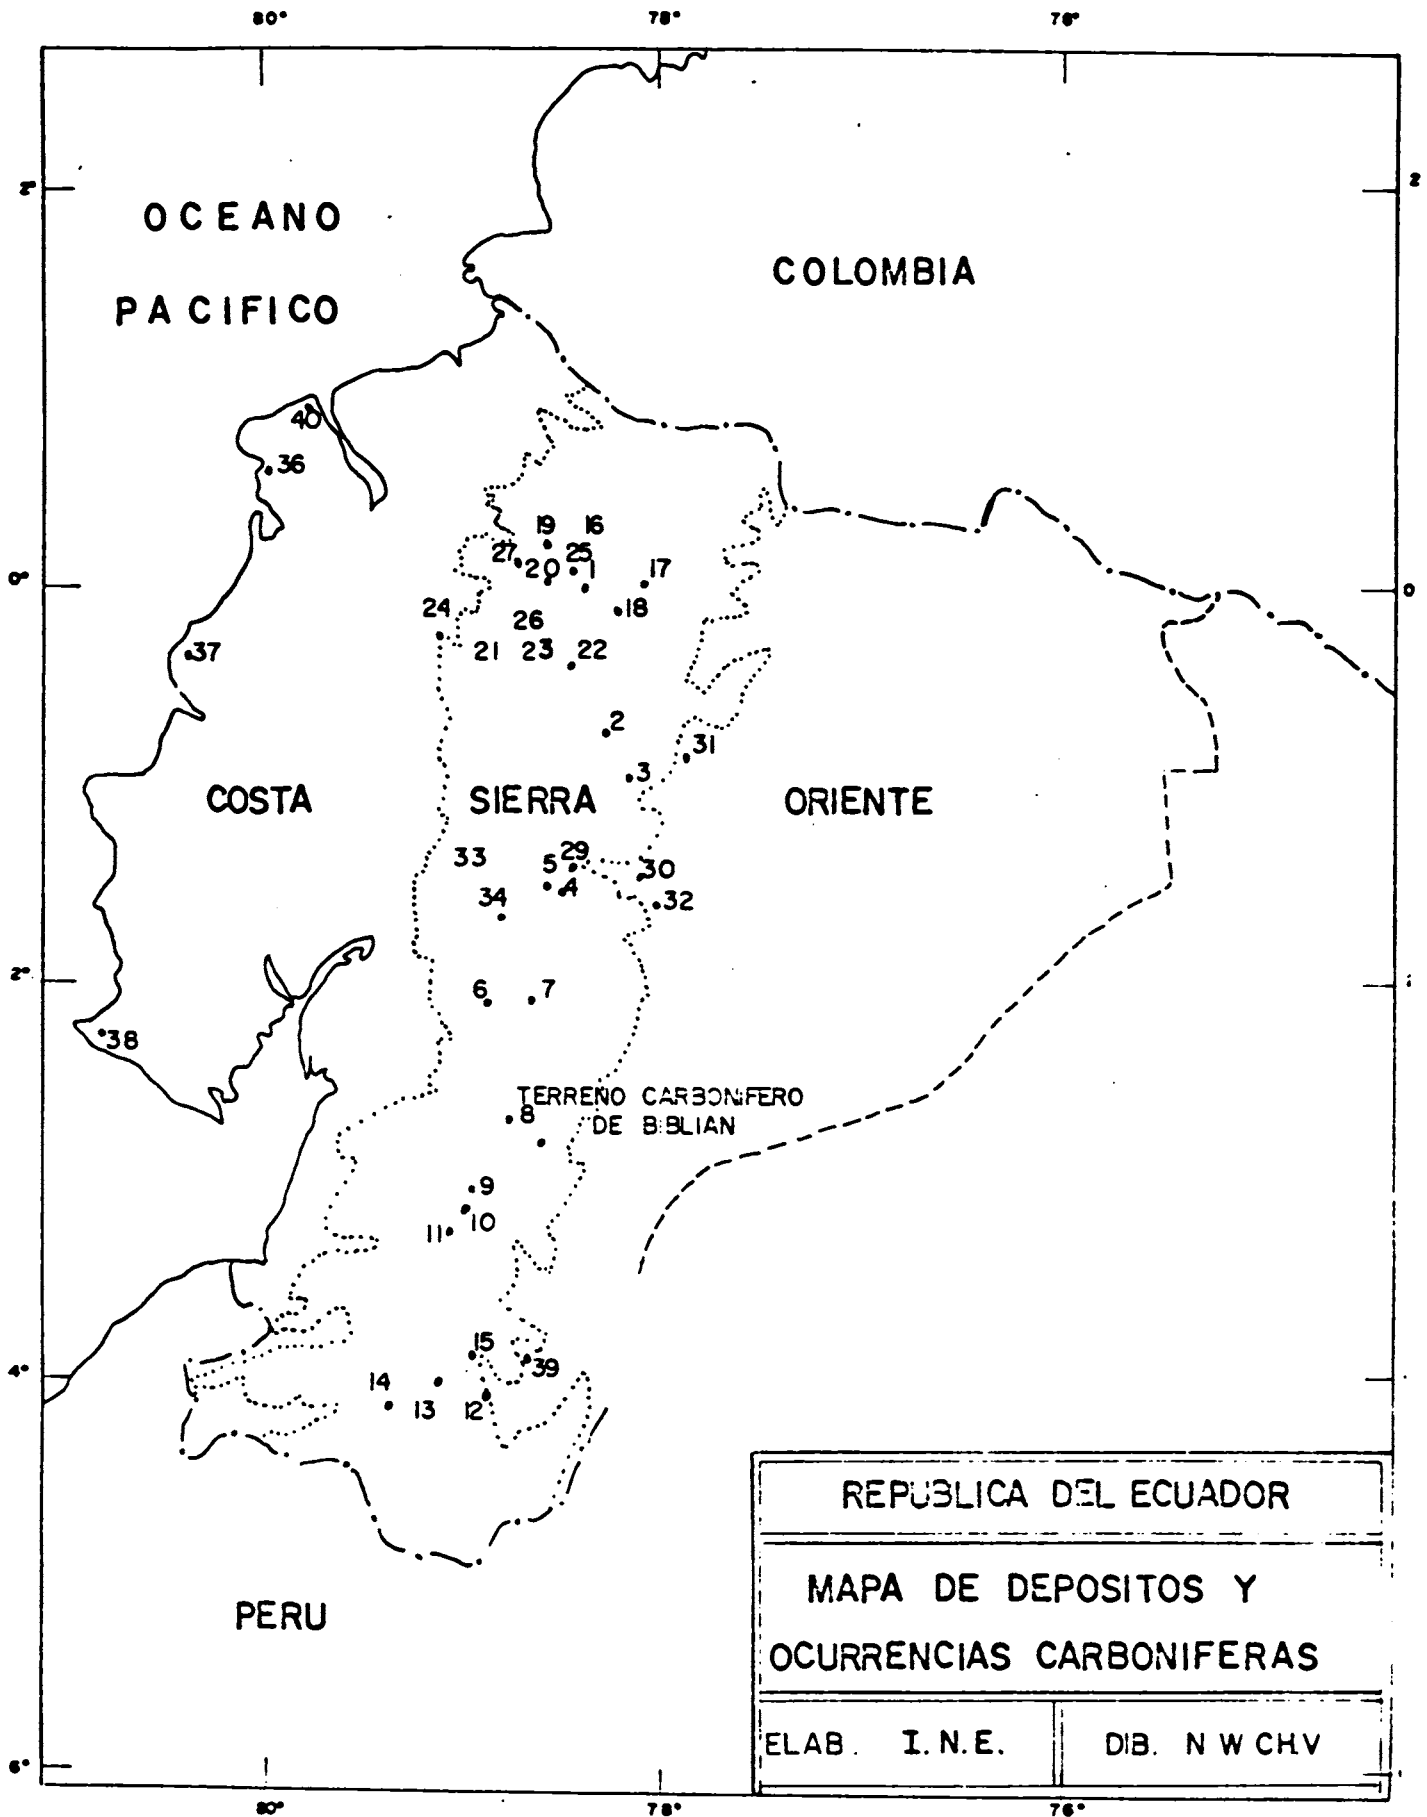 80° 78° 76°
2° 2
OCEANO
PACIFICO
COLOMBIA
40
36
19 16
27 25
20 1 17
0° 0
24 18
26
37 21 23 22
2
31
3
COSTA SIERRA ORIENTE
33 29
5 30
34 4 32
2°
6 7
38
TERRENO CARBONIFERO
8
DE BIBLIAN
9
10
11
15
39
4°
14
13 12
REPUBLICA DEL ECUADOR
MAPA DE DEPOSITOS Y
OCURRENCIAS CARBONIFERAS
PERU
ELAB. I.N.E. DIB. N W CH.V
6°
80° 78° 76°